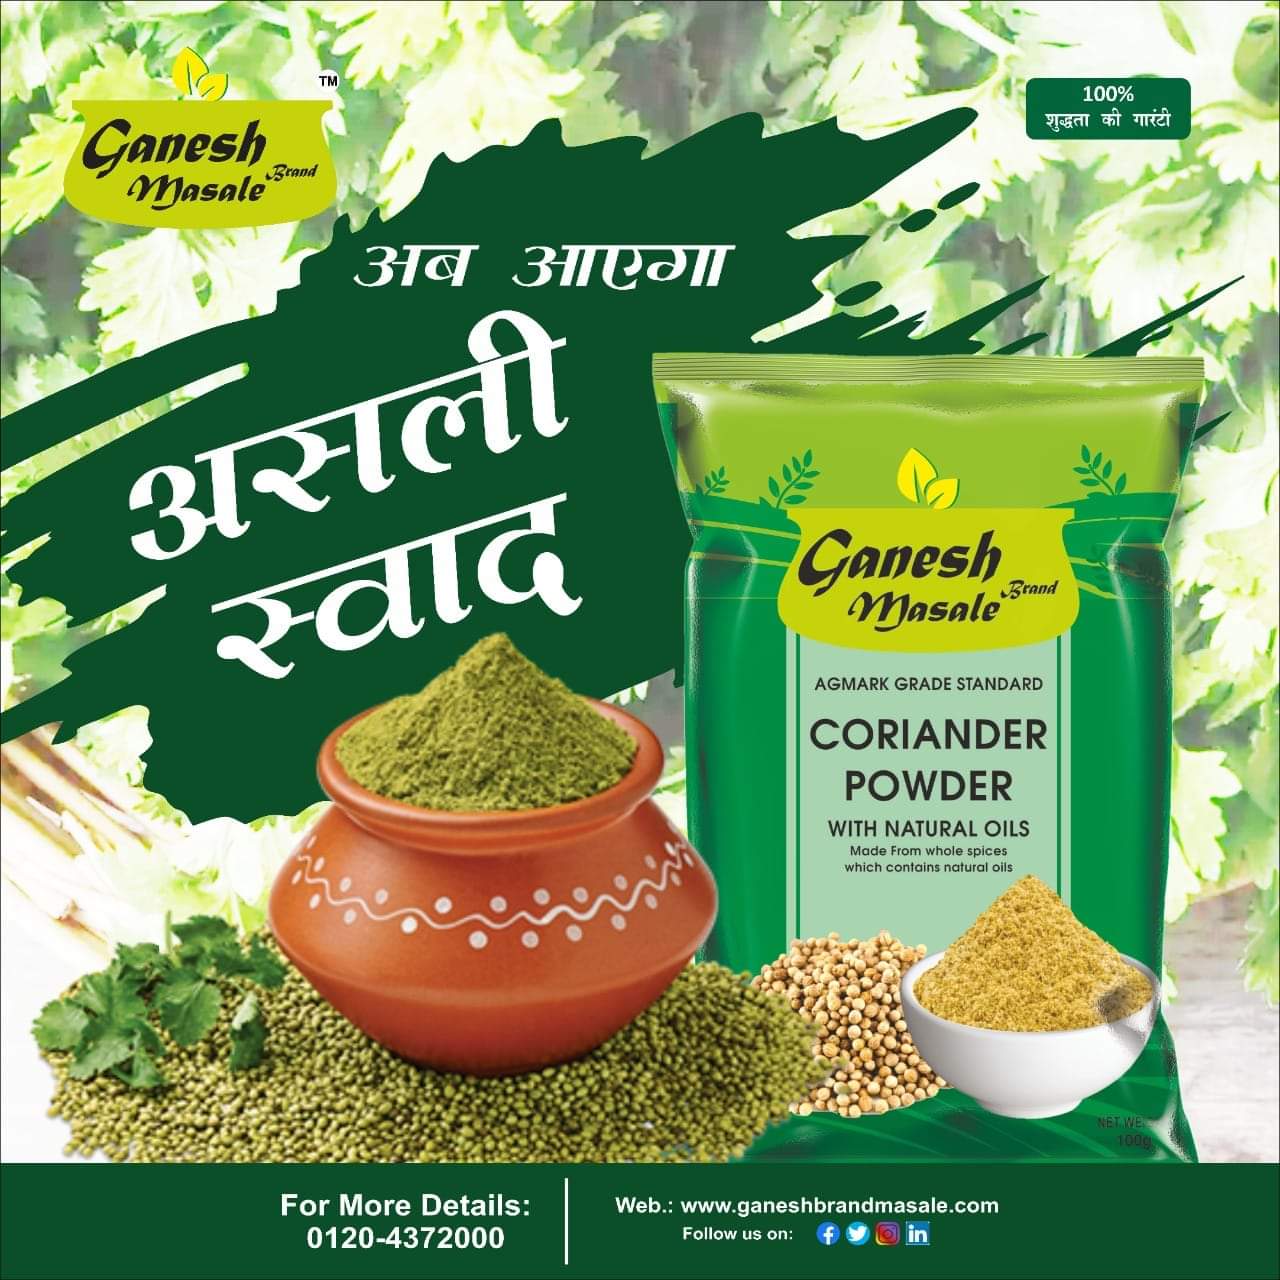 Ganesh
Masale Brand
TM
100%
शुद्धता की गारंटी
अब आएगा
असली
स्वाद
Ganesh
Masale Brand
AGMARK GRADE STANDARD
CORIANDER
POWDER
WITH NATURAL OILS
Made From whole spices
which contains natural oils
NET WE
100g
For More Details:
0120-4372000
Web.: www.ganeshbrandmasale.com
Follow us on: